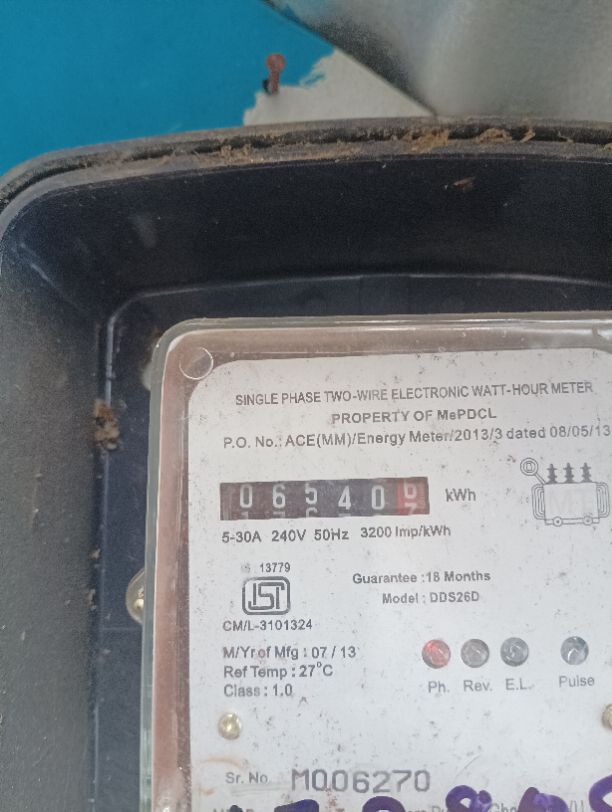 SINGLE PHASE TWO-WIRE ELECTRONIC WATT-HOUR METER
PROPERTY OF MePDCL
P.O. No.: ACE(MM)/Energy Meter/2013/3 dated 08/05/13
0 6 5 4 0 kWh
5-30A 240V 50Hz 3200 Imp/kWh
IS 13779
ISI
CM/L-3101324
Guarantee : 18 Months
Model : DDS26D
M/Yr of Mfg : 07 / 13
Ref Temp : 27°C
Class : 1.0
Ph. Rev. E.L. Pulse
Sr. No. M006270